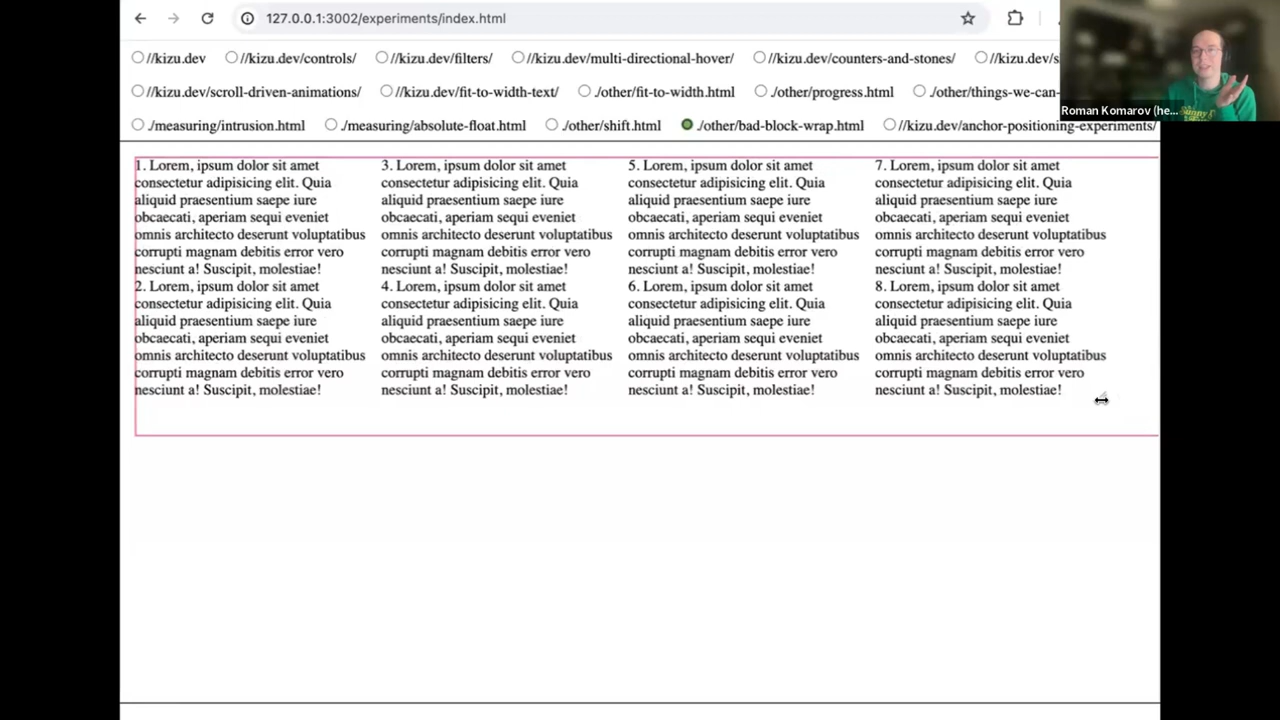 127.0.0.1:3002/experiments/index.html
//kizu.dev //kizu.dev/controls/ //kizu.dev/filters/ //kizu.dev/multi-directional-hover/ //kizu.dev/counters-and-stones/ //kizu.dev/s
//kizu.dev/scroll-driven-animations/ //kizu.dev/fit-to-width-text/ ./other/fit-to-width.html ./other/progress.html ./other/things-we-can-
Roman Komarov (he...
./measuring/intrusion.html ./measuring/absolute-float.html ./other/shift.html ./other/bad-block-wrap.html //kizu.dev/anchor-positioning-experiments/
1. Lorem, ipsum dolor sit amet
consectetur adipisicing elit. Quia
aliquid praesentium saepe iure
obcaecati, aperiam sequi eveniet
omnis architecto deserunt voluptatibus
corrupti magnam debitis error vero
nesciunt a! Suscipit, molestiae!
2. Lorem, ipsum dolor sit amet
consectetur adipisicing elit. Quia
aliquid praesentium saepe iure
obcaecati, aperiam sequi eveniet
omnis architecto deserunt voluptatibus
corrupti magnam debitis error vero
nesciunt a! Suscipit, molestiae!
3. Lorem, ipsum dolor sit amet
consectetur adipisicing elit. Quia
aliquid praesentium saepe iure
obcaecati, aperiam sequi eveniet
omnis architecto deserunt voluptatibus
corrupti magnam debitis error vero
nesciunt a! Suscipit, molestiae!
4. Lorem, ipsum dolor sit amet
consectetur adipisicing elit. Quia
aliquid praesentium saepe iure
obcaecati, aperiam sequi eveniet
omnis architecto deserunt voluptatibus
corrupti magnam debitis error vero
nesciunt a! Suscipit, molestiae!
5. Lorem, ipsum dolor sit amet
consectetur adipisicing elit. Quia
aliquid praesentium saepe iure
obcaecati, aperiam sequi eveniet
omnis architecto deserunt voluptatibus
corrupti magnam debitis error vero
nesciunt a! Suscipit, molestiae!
6. Lorem, ipsum dolor sit amet
consectetur adipisicing elit. Quia
aliquid praesentium saepe iure
obcaecati, aperiam sequi eveniet
omnis architecto deserunt voluptatibus
corrupti magnam debitis error vero
nesciunt a! Suscipit, molestiae!
7. Lorem, ipsum dolor sit amet
consectetur adipisicing elit. Quia
aliquid praesentium saepe iure
obcaecati, aperiam sequi eveniet
omnis architecto deserunt voluptatibus
corrupti magnam debitis error vero
nesciunt a! Suscipit, molestiae!
8. Lorem, ipsum dolor sit amet
consectetur adipisicing elit. Quia
aliquid praesentium saepe iure
obcaecati, aperiam sequi eveniet
omnis architecto deserunt voluptatibus
corrupti magnam debitis error vero
nesciunt a! Suscipit, molestiae!